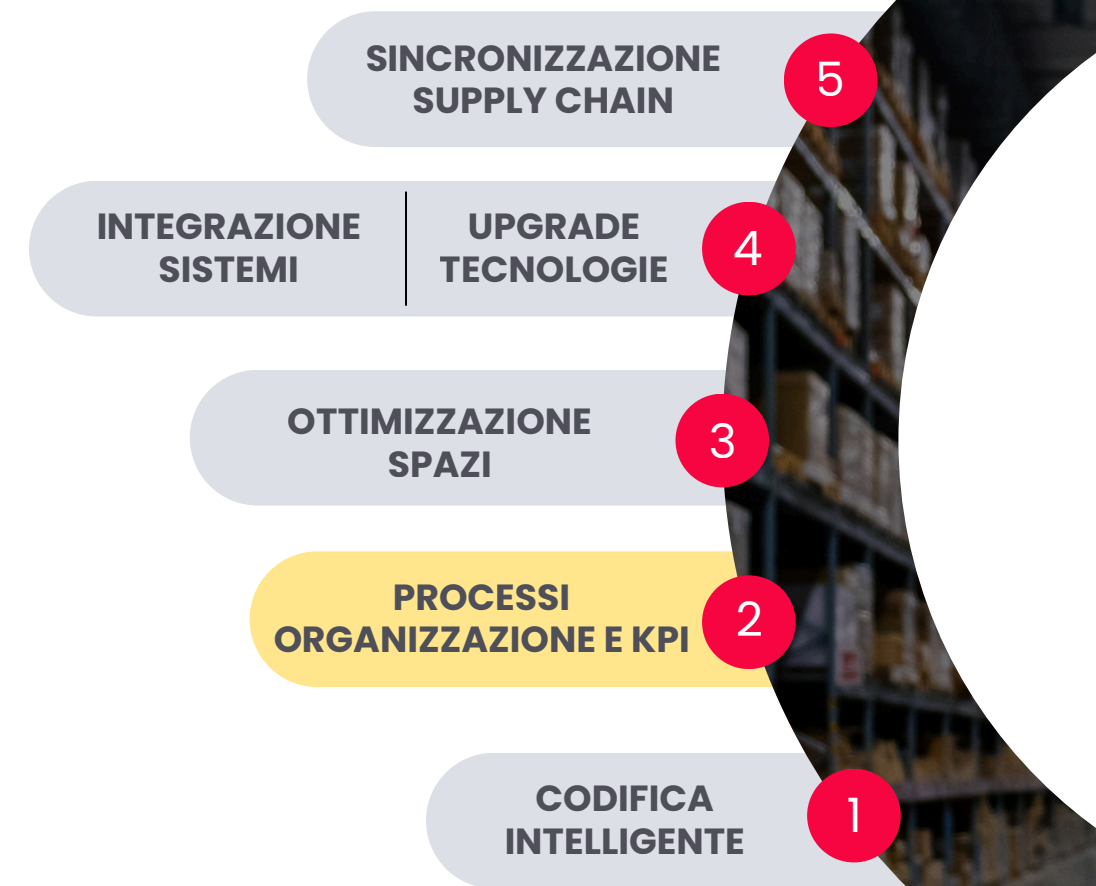 SINCRONIZZAZIONE
SUPPLY CHAIN
5
INTEGRAZIONE
SISTEMI
UPGRADE
TECNOLOGIE
4
OTTIMIZZAZIONE
SPAZI
3
PROCESSI
ORGANIZZAZIONE E KPI
2
CODIFICA
INTELLIGENTE
1